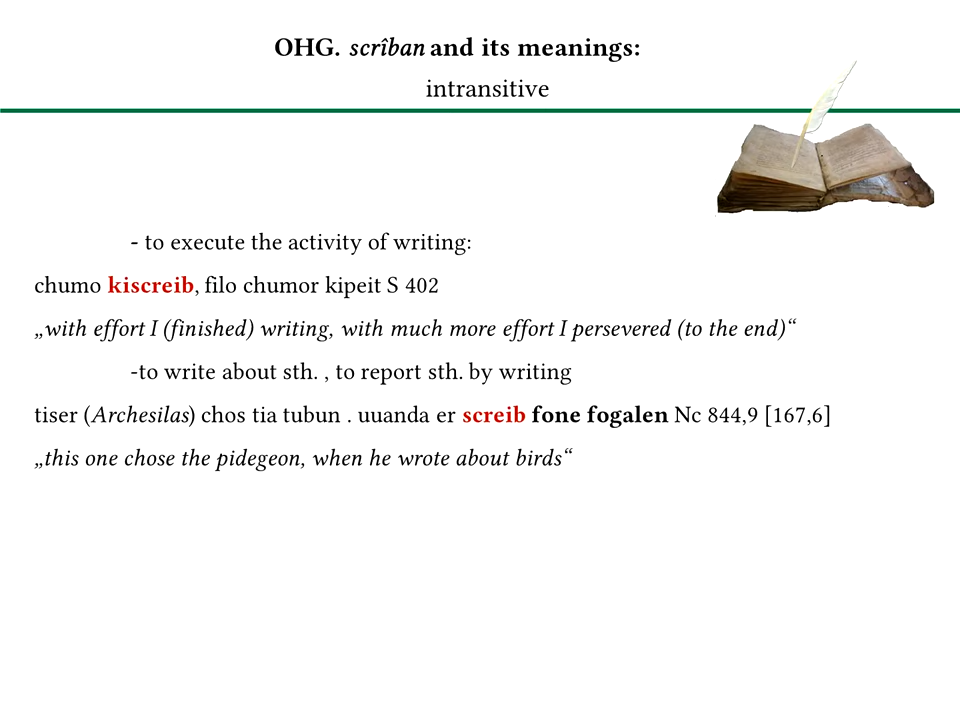 OHG. scrîban and its meanings:
intransitive
- to execute the activity of writing:
chumo kiscreib, filo chumor kipeit S 402
„with effort I (finished) writing, with much more effort I persevered (to the end)“
-to write about sth. , to report sth. by writing
tiser (Archesilas) chos tia tubun . uuanda er screib fone fogalen Nc 844,9 [167,6]
„this one chose the pidegeon, when he wrote about birds“